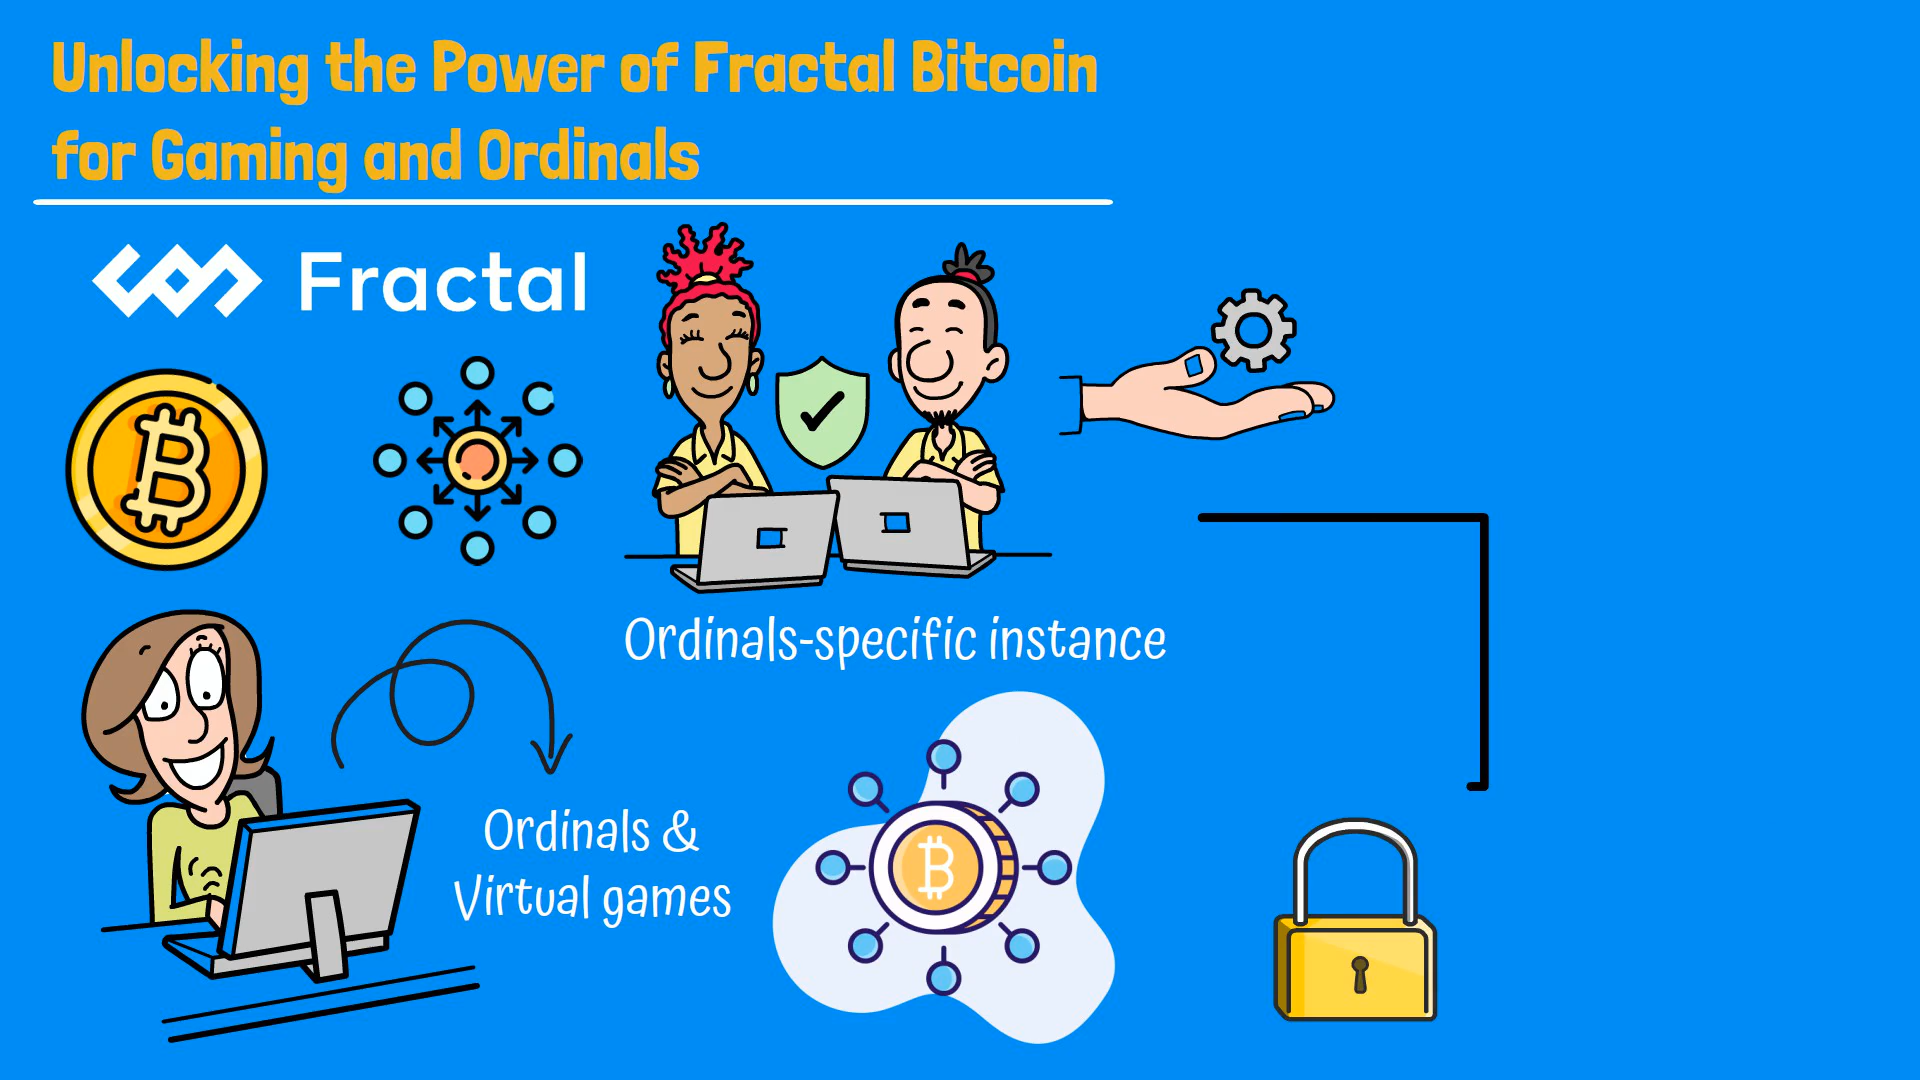 Unlocking the Power of Fractal Bitcoin
for Gaming and Ordinals
Fractal
Ordinals-specific instance
Ordinals &
Virtual games